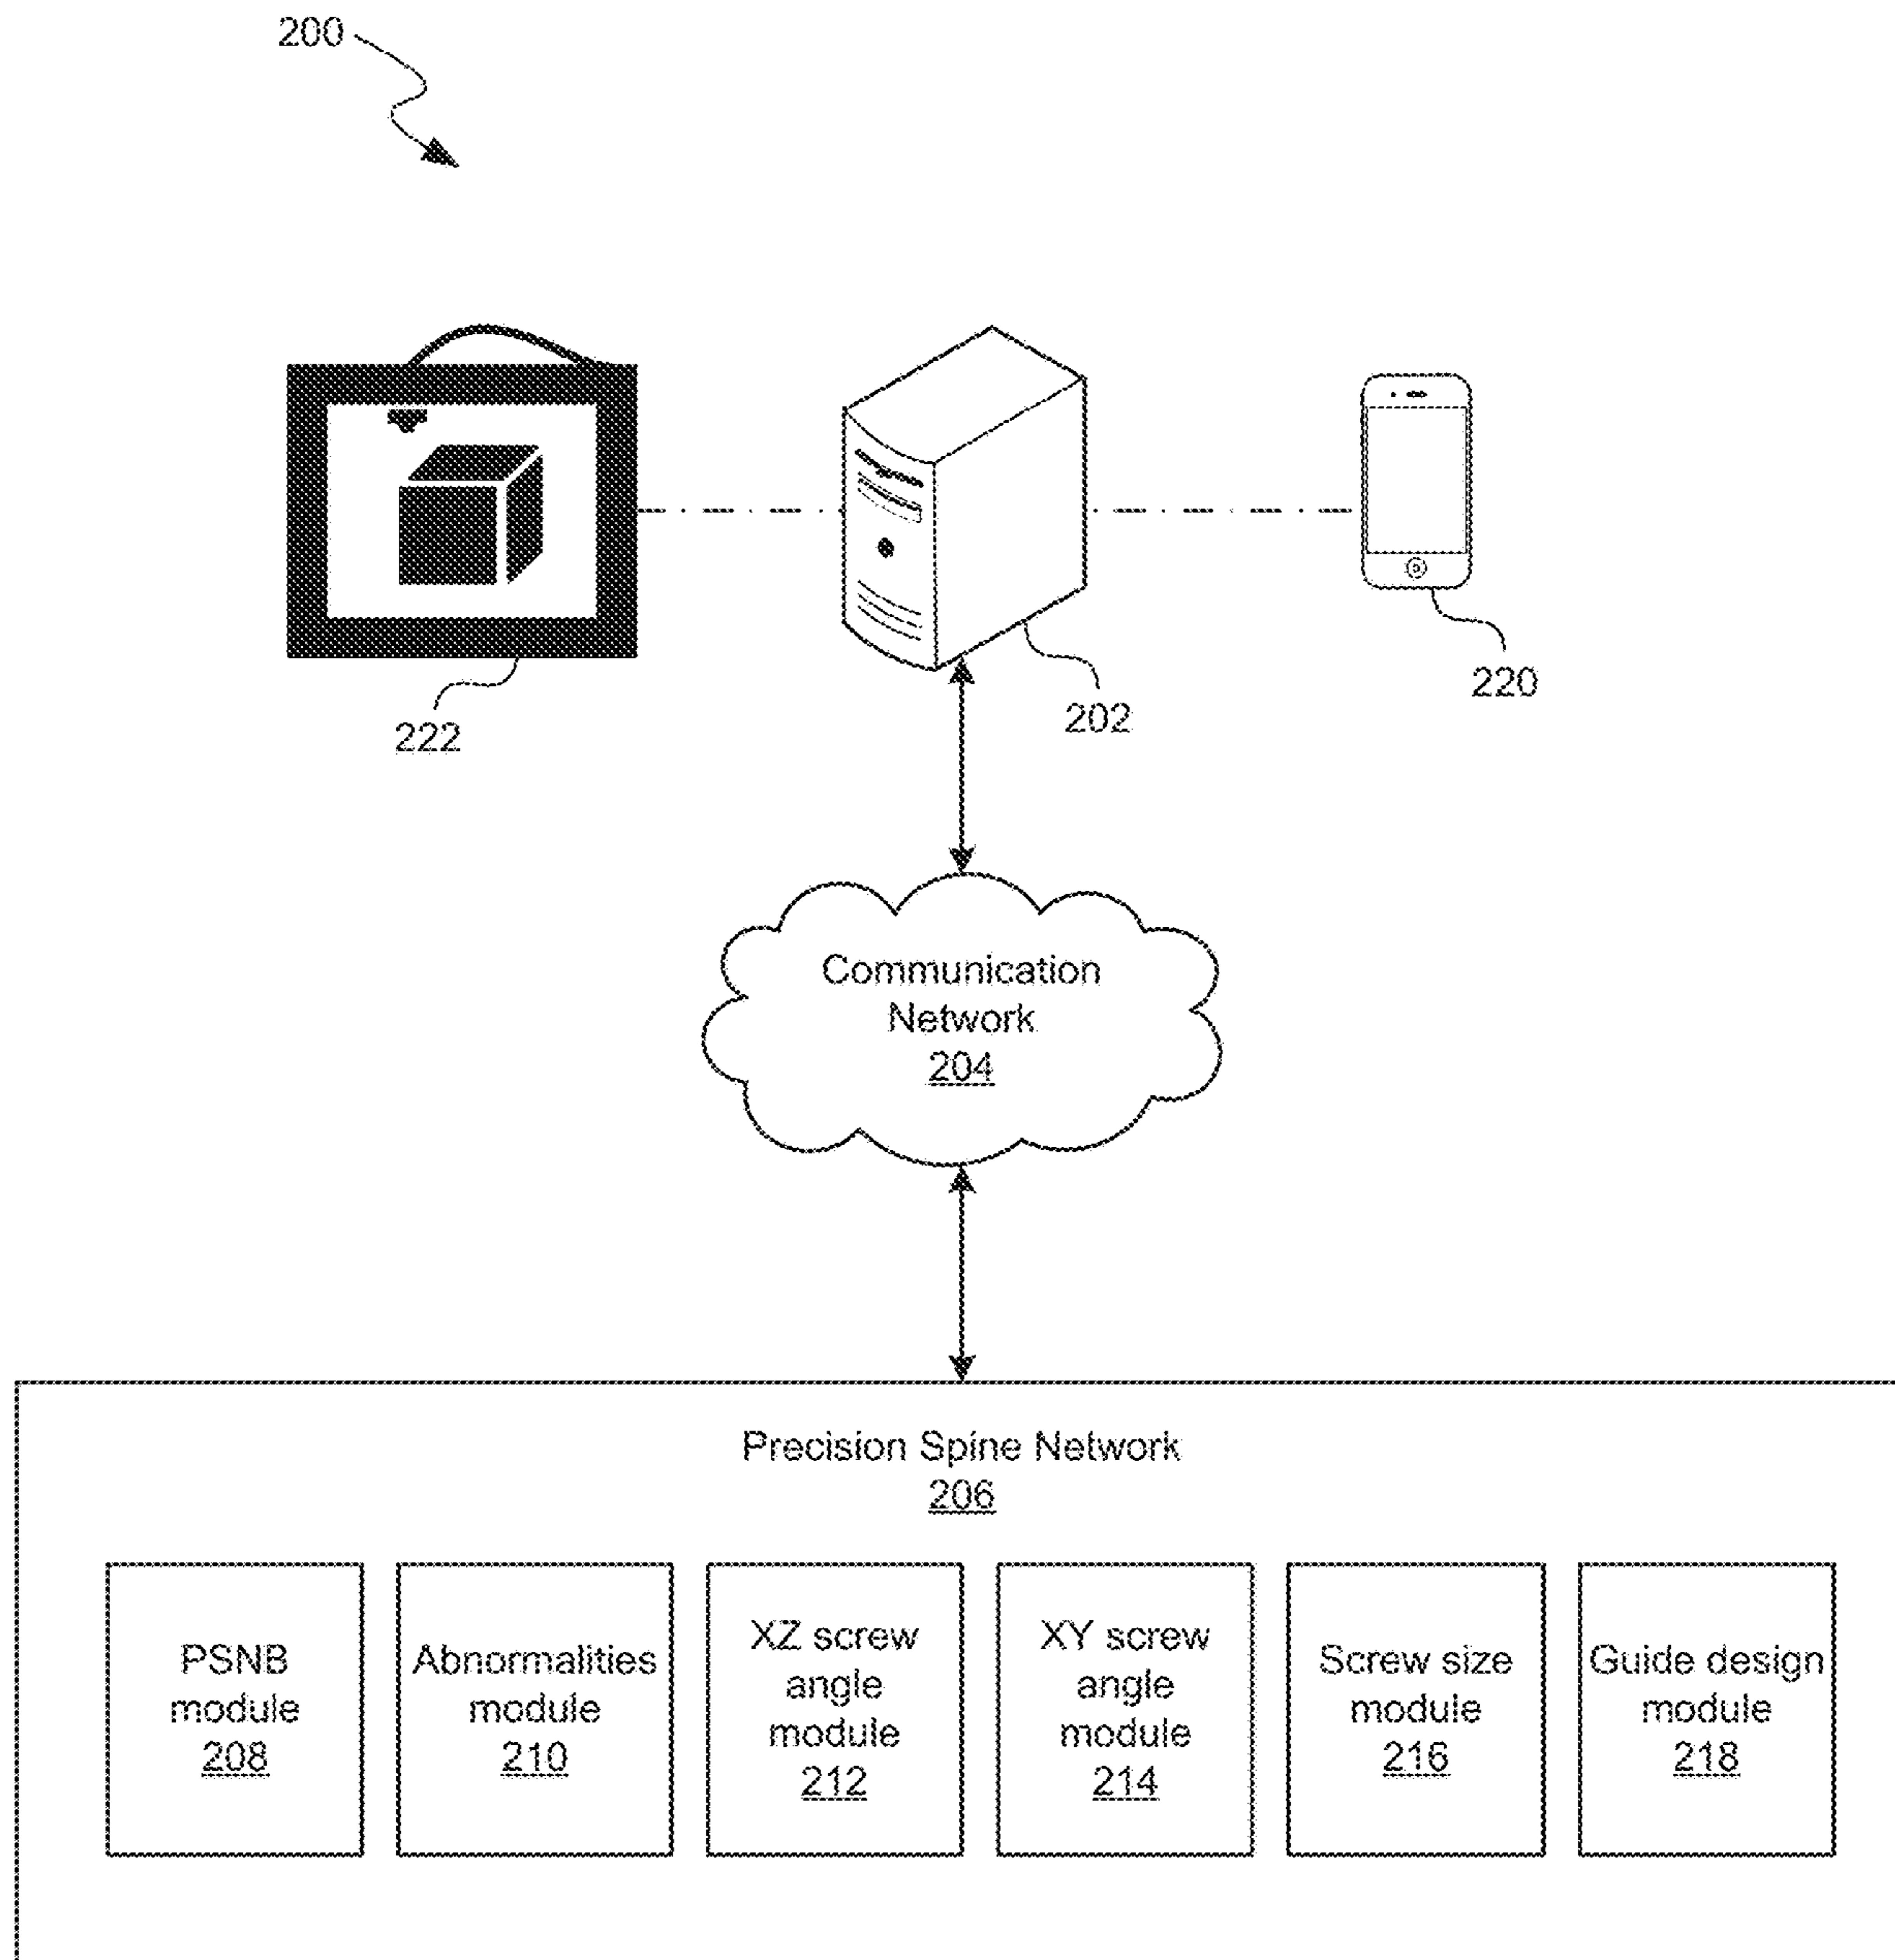 200
222
202
220
Communication
Network
204
Precision Spine Network
206
PSNB
module
208
Abnormalities
module
210
XZ screw
angle
module
212
XY screw
angle
module
214
Screw size
module
216
Guide design
module
218